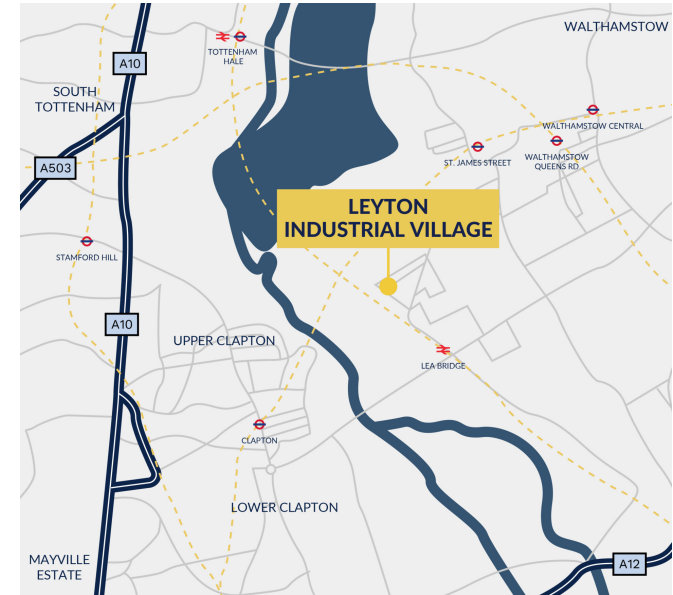 WALTHAMSTOW
TOTTENHAM
HALE
A10
SOUTH
TOTTENHAM
WALTHAMSTOW CENTRAL
ST. JAMES STREET
WALTHAMSTOW
QUEENS RD
A503
LEYTON
INDUSTRIAL VILLAGE
STAMFORD HILL
A10
UPPER CLAPTON
LEA BRIDGE
CLAPTON
LOWER CLAPTON
MAYVILLE
ESTATE
A12